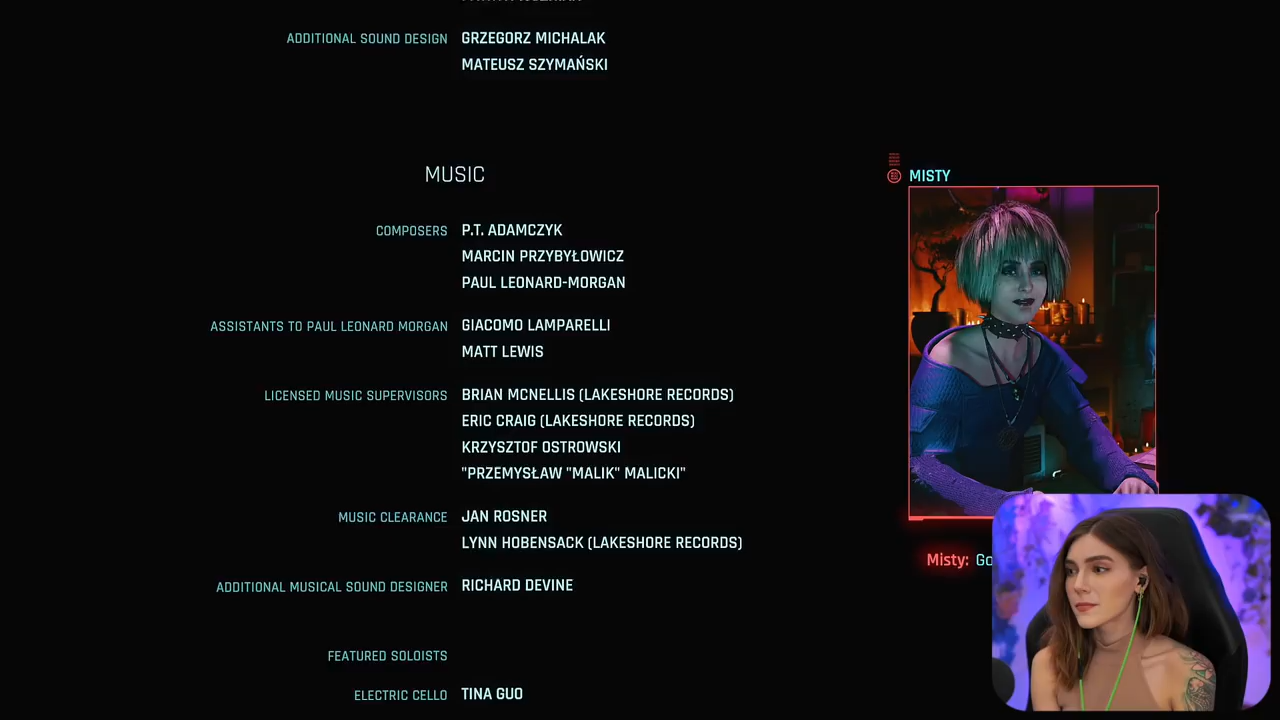 ADDITIONAL SOUND DESIGN GRZEGORZ MICHALAK
MATEUSZ SZYMAŃSKI
MUSIC
COMPOSERS P.T. ADAMCZYK
MARCIN PRZYBYŁOWICZ
PAUL LEONARD-MORGAN
ASSISTANTS TO PAUL LEONARD MORGAN GIACOMO LAMPARELLI
MATT LEWIS
LICENSED MUSIC SUPERVISORS BRIAN MCNELLIS (LAKESHORE RECORDS)
ERIC CRAIG (LAKESHORE RECORDS)
KRZYSZTOF OSTROWSKI
"PRZEMYSŁAW "MALIK" MALICKI"
MUSIC CLEARANCE JAN ROSNER
LYNN HOBENSACK (LAKESHORE RECORDS)
ADDITIONAL MUSICAL SOUND DESIGNER RICHARD DEVINE
FEATURED SOLOISTS
ELECTRIC CELLO TINA GUO
MISTY
Misty: